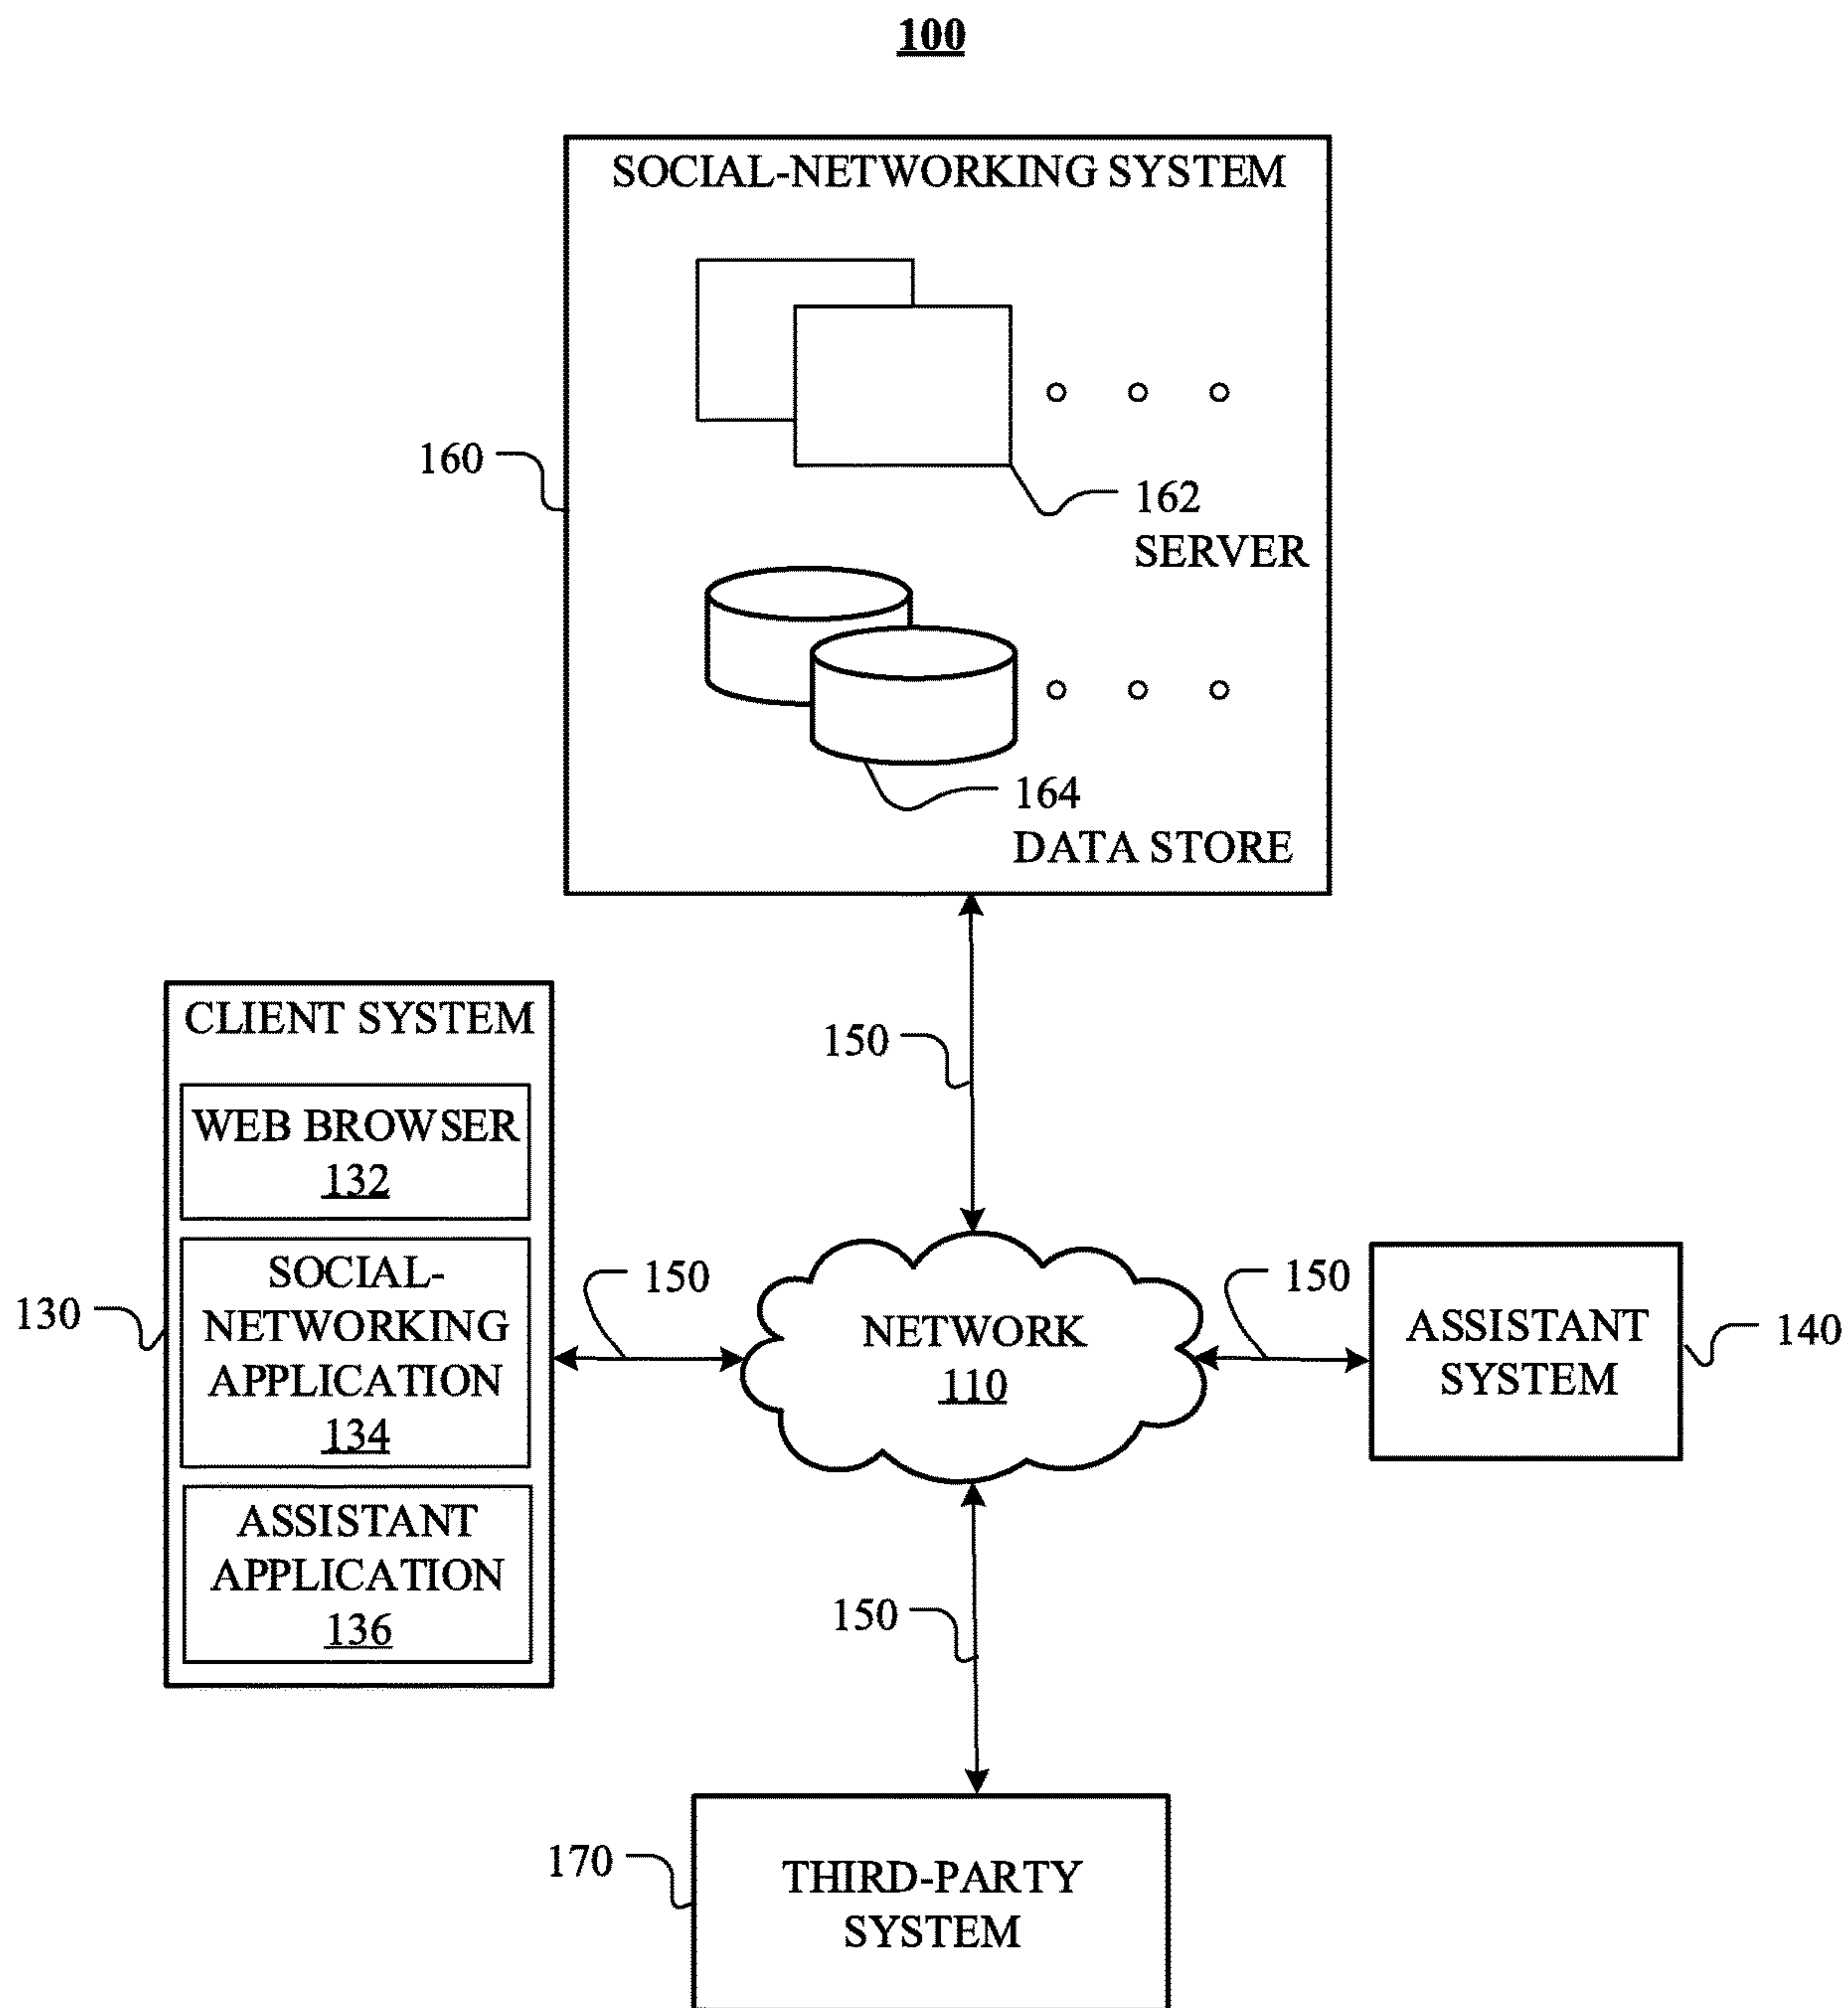 100
SOCIAL-NETWORKING SYSTEM
160
162
SERVER
164
DATA STORE
CLIENT SYSTEM
WEB BROWSER
132
SOCIAL-
NETWORKING
APPLICATION
134
ASSISTANT
APPLICATION
136
130
150
150
NETWORK
110
150
ASSISTANT
SYSTEM
140
150
170
THIRD-PARTY
SYSTEM